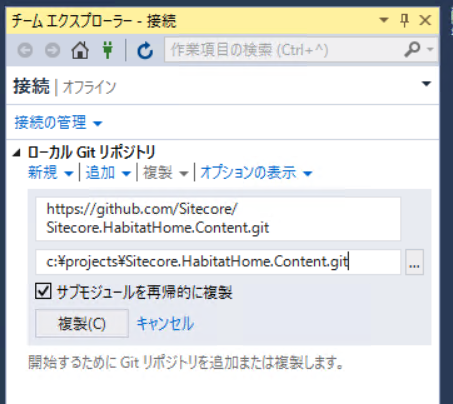 チーム エクスプローラー - 接続
作業項目の検索 (Ctrl+^)
接続 | オフライン
接続の管理
ローカル Git リポジトリ
新規 | 追加 | 複製 | オプションの表示
https://github.com/Sitecore/
Sitecore.HabitatHome.Content.git
c:¥projects¥Sitecore.HabitatHome.Content.git
...
サブモジュールを再帰的に複製
複製(C) キャンセル
開始するために Git リポジトリを追加または複製します。